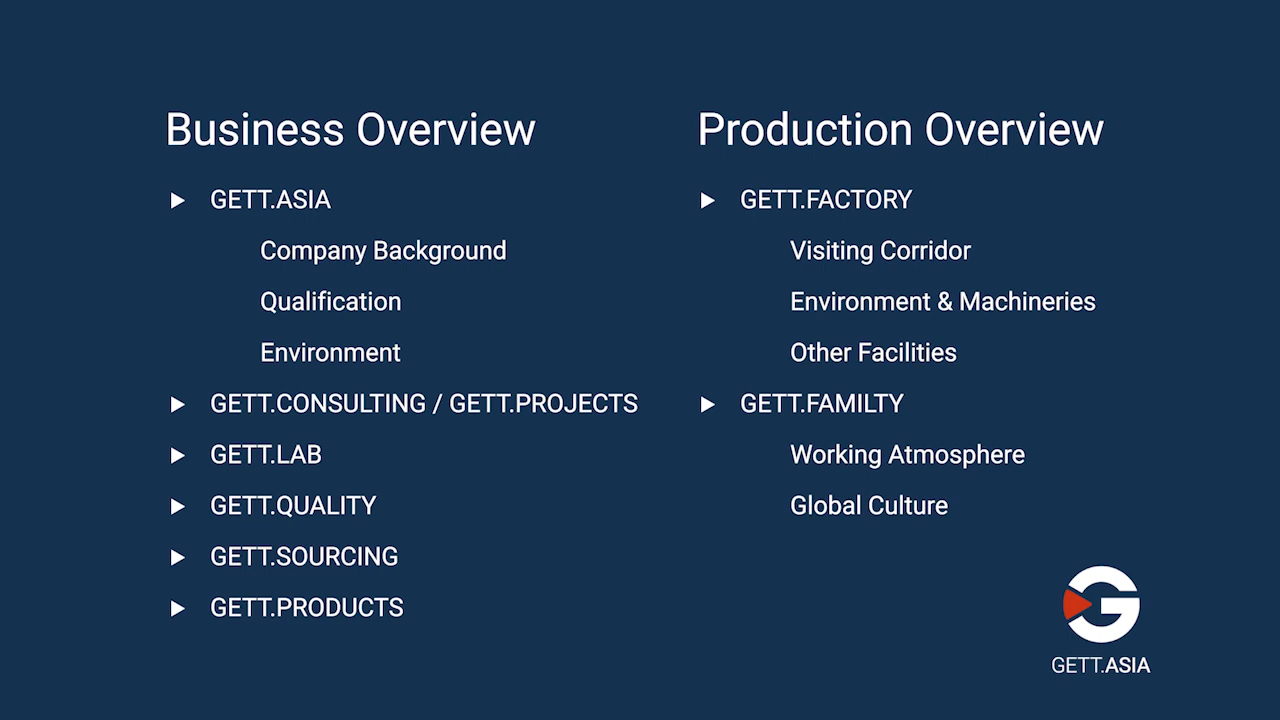 Business Overview
GETT.ASIA
Company Background
Qualification
Environment
GETT.CONSULTING / GETT.PROJECTS
GETT.LAB
GETT.QUALITY
GETT.SOURCING
GETT.PRODUCTS
Production Overview
GETT.FACTORY
Visiting Corridor
Environment & Machineries
Other Facilities
GETT.FAMILTY
Working Atmosphere
Global Culture
G
GETT.ASIA